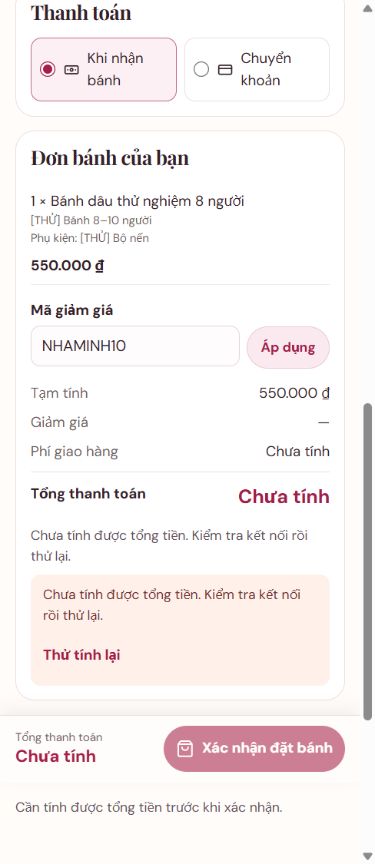 Thanh toán
Khi nhận
bánh
Chuyển
khoản
Đơn bánh của bạn
1 × Bánh dâu thử nghiệm 8 người
[THỬ] Bánh 8–10 người
Phụ kiện: [THỬ] Bộ nến
550.000 ₫
Mã giảm giá
NHAMINH10
Áp dụng
Tạm tính
550.000 ₫
Giảm giá
—
Phí giao hàng
Chưa tính
Tổng thanh toán
Chưa tính
Chưa tính được tổng tiền. Kiểm tra kết nối rồi
thử lại.
Chưa tính được tổng tiền. Kiểm tra kết nối
rồi thử lại.
Thử tính lại
Tổng thanh toán
Chưa tính
Xác nhận đặt bánh
Cần tính được tổng tiền trước khi xác nhận.